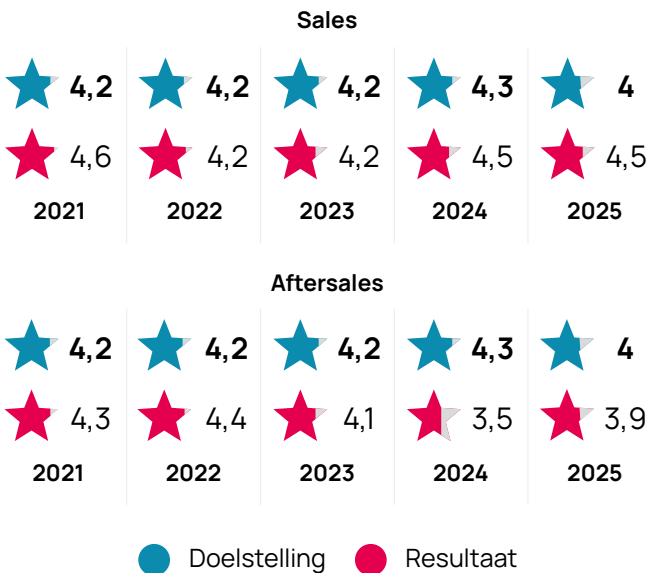 Sales
4,2 4,2 4,2 4,3 4
4,6 4,2 4,2 4,5 4,5
2021 2022 2023 2024 2025
Aftersales
4,2 4,2 4,2 4,3 4
4,3 4,4 4,1 3,5 3,9
2021 2022 2023 2024 2025
Doelstelling Resultaat